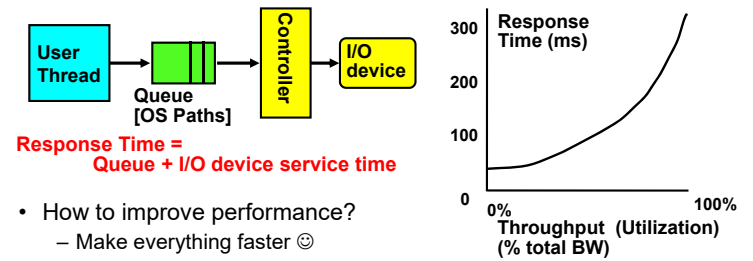 User
Thread
Queue
[OS Paths]
Controller
I/O
device
Response Time =
Queue + I/O device service time
• How to improve performance?
– Make everything faster ☺
Response
Time (ms)
300
200
100
0
0%
100%
Throughput (Utilization)
(% total BW)